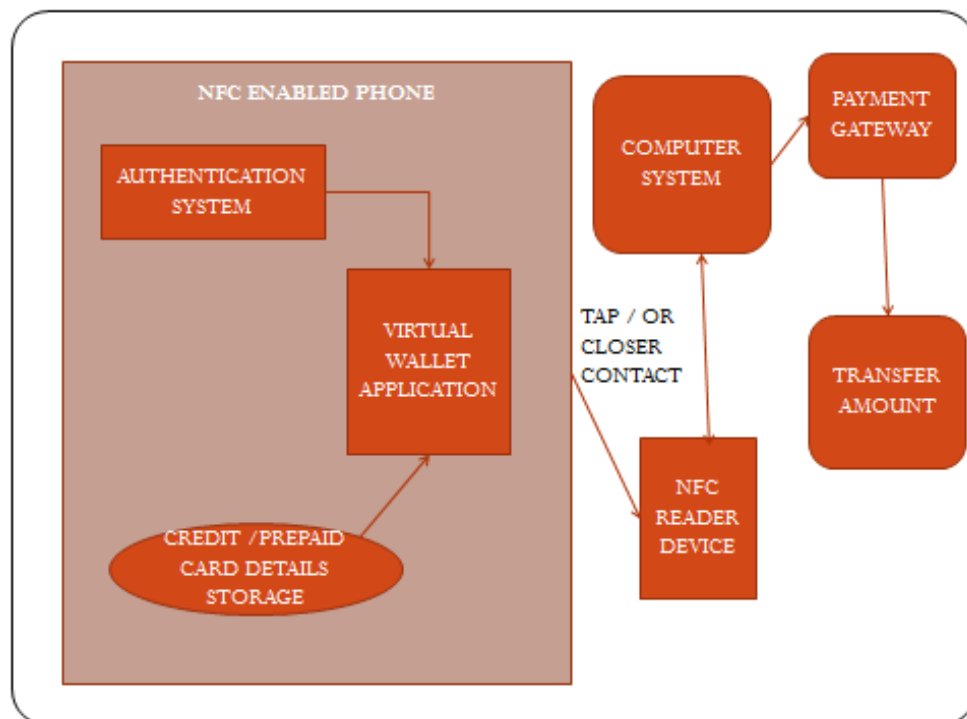 NFC ENABLED PHONE
AUTHENTICATION
SYSTEM
VIRTUAL
WALLET
APPLICATION
CREDIT /PREPAID
CARD DETAILS
STORAGE
TAP / OR
CLOSER
CONTACT
NFC
READER
DEVICE
COMPUTER
SYSTEM
PAYMENT
GATEWAY
TRANSFER
AMOUNT